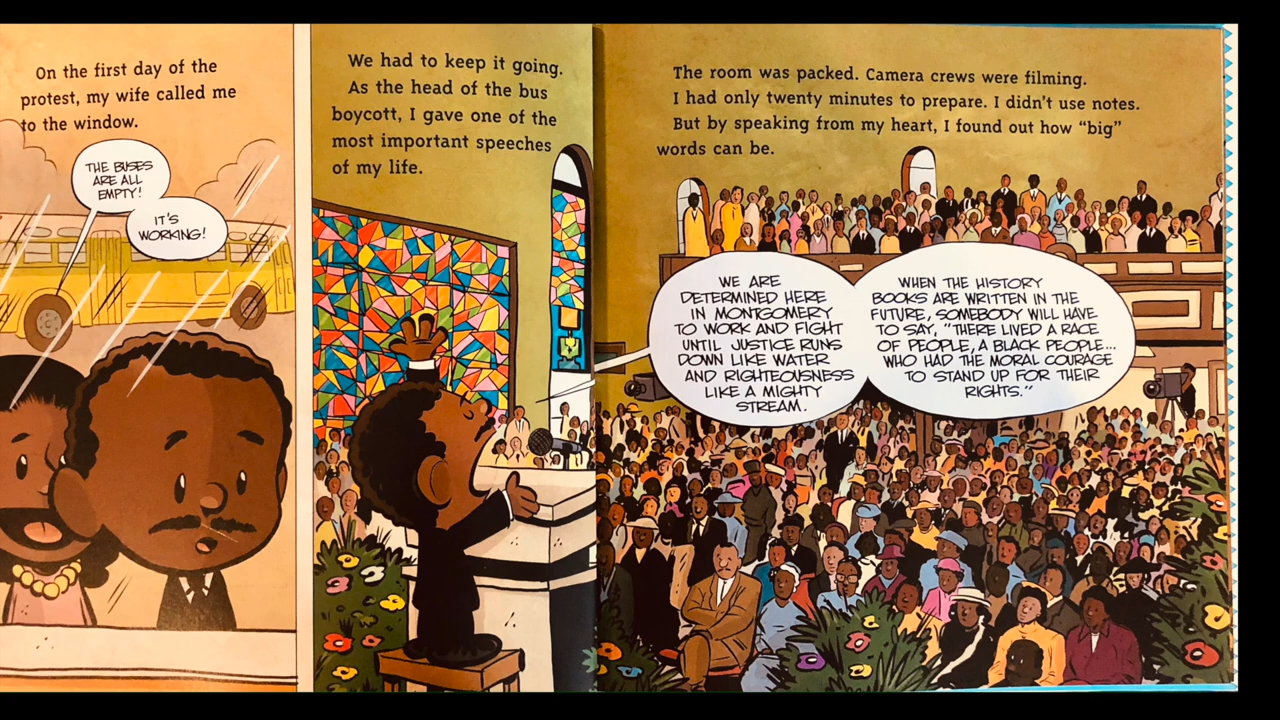 On the first day of the
protest, my wife called me
to the window.
THE BUSES
ARE ALL
EMPTY!
IT'S
WORKING!
We had to keep it going.
As the head of the bus
boycott, I gave one of the
most important speeches
of my life.
The room was packed. Camera crews were filming.
I had only twenty minutes to prepare. I didn't use notes.
But by speaking from my heart, I found out how "big"
words can be.
WE ARE
DETERMINED HERE
IN MONTGOMERY
TO WORK AND FIGHT
UNTIL JUSTICE RUNS
DOWN LIKE WATER
AND RIGHTEOUSNESS
LIKE A MIGHTY
STREAM.
WHEN THE HISTORY
BOOKS ARE WRITTEN IN THE
FUTURE, SOMEBODY WILL HAVE
TO SAY, "THERE LIVED A RACE
OF PEOPLE, A BLACK PEOPLE...
WHO HAD THE MORAL COURAGE
TO STAND UP FOR THEIR
RIGHTS."